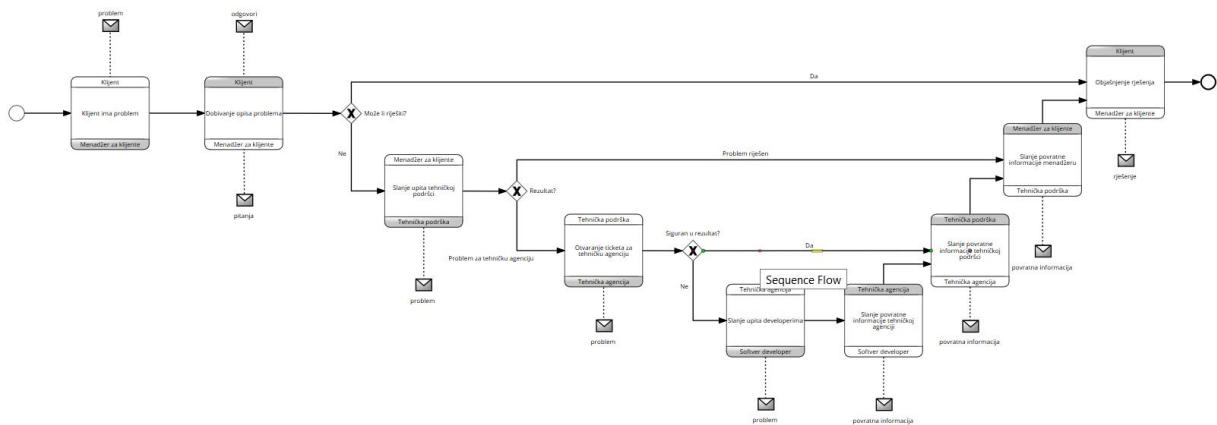 problem
odgovori
Klijent
Klijent ima problem
Menadžer za klijente
Klijent
Dobivanje opisa problema
Menadžer za klijente
pitanja
Može li riješiti?
Da
Ne
Menadžer za klijente
Slanje upita tehničkoj
podršci
Tehnička podrška
problem
Rezultat?
Problem riješen
Problem za tehničku agenciju
Tehnička podrška
Otvaranje ticketa za
tehničku agenciju
Tehnička agencija
problem
Siguran u rezultat?
Da
Ne
Sequence Flow
Tehnička agencija
Slanje upita developerima
Softver developer
problem
Tehnička agencija
Slanje povratne
informacije tehničkoj
agenciji
Softver developer
povratna informacija
Tehnička podrška
Slanje povratne
informacije tehničkoj
podršci
Tehnička agencija
povratna informacija
Menadžer za klijente
Slanje povratne
informacije menadžeru
Tehnička podrška
povratna informacija
Klijent
Objašnjenje rješenja
Menadžer za klijente
rješenje